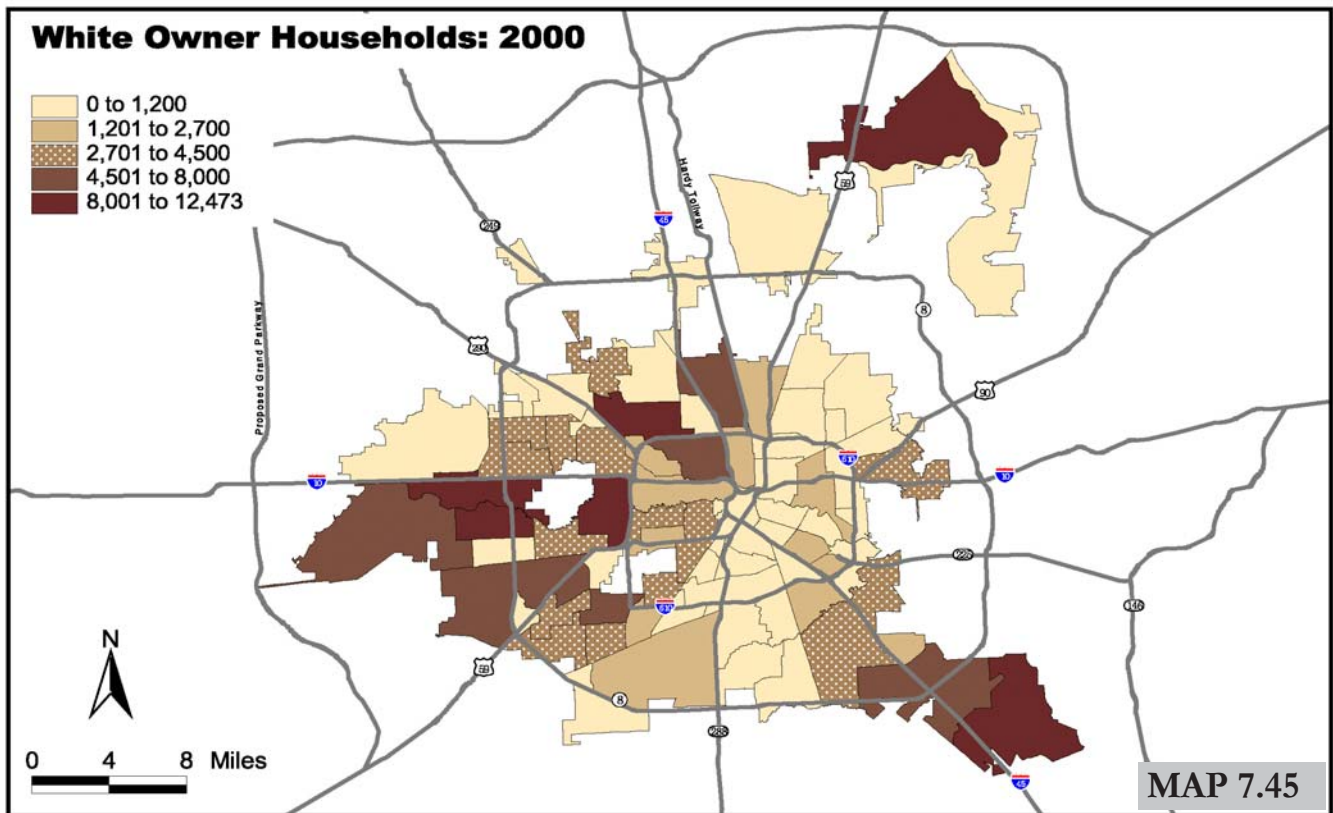 White Owner Households: 2000
0 to 1,200
1,201 to 2,700
2,701 to 4,500
4,501 to 8,000
8,001 to 12,473
Hardy Tollway
59
45
249
8
Proposed Grand Parkway
290
90
610
10
10
225
146
610
N
59
8
288
0 4 8 Miles
45
MAP 7.45